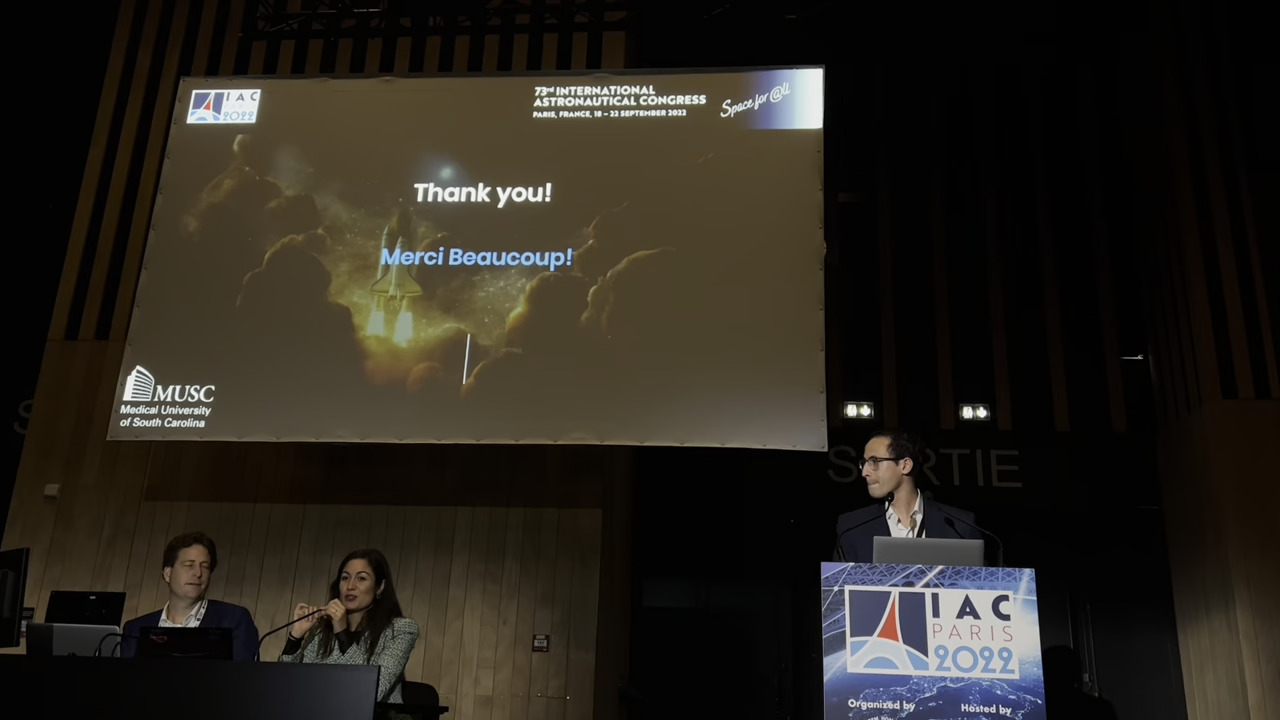 IAC
PARIS
2022
73rd INTERNATIONAL
ASTRONAUTICAL CONGRESS
PARIS, FRANCE, 18 – 22 SEPTEMBER 2022
Space for @ll
Thank you!
Merci Beaucoup!
MUSC
Medical University
of South Carolina
IAC
PARIS
2022
Organized by Hosted by